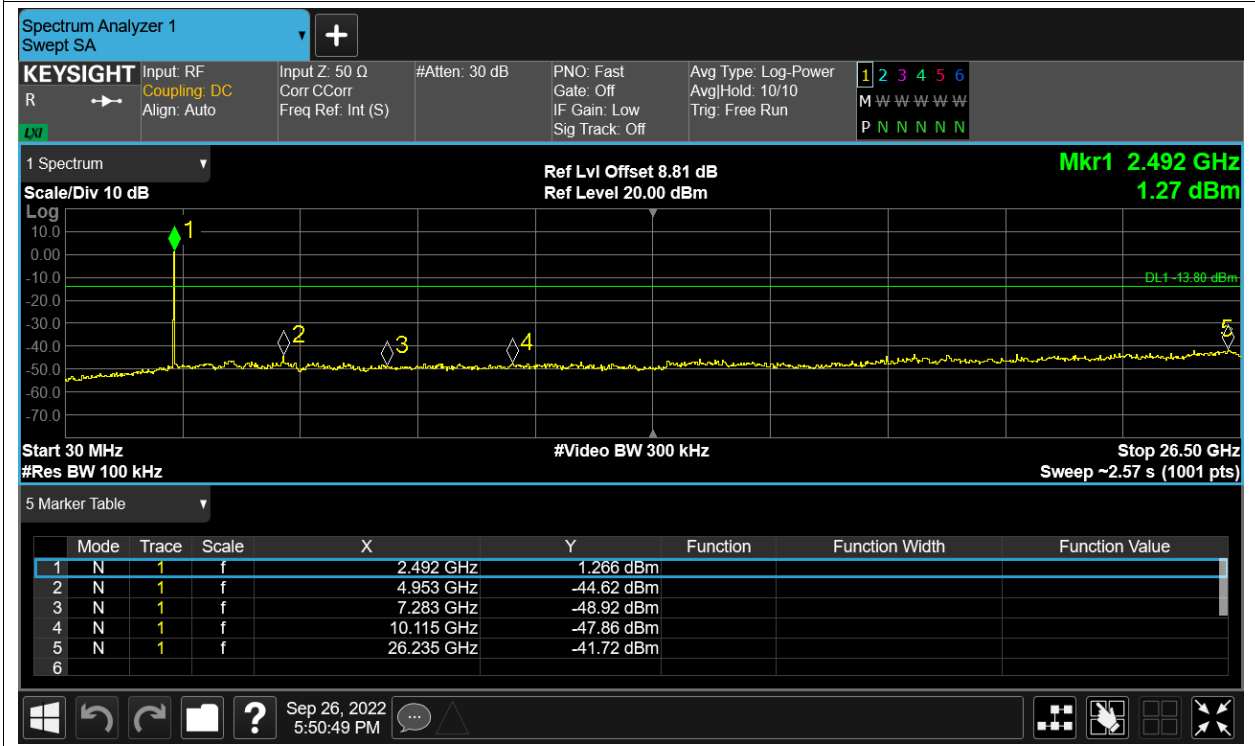 Spectrum Analyzer 1
Swept SA
+
KEYSIGHT
R
LXI
Input: RF
Coupling: DC
Align: Auto
Input Z: 50 Ω
Corr CCorr
Freq Ref: Int (S)
#Atten: 30 dB
PNO: Fast
Gate: Off
IF Gain: Low
Sig Track: Off
Avg Type: Log-Power
Avg|Hold: 10/10
Trig: Free Run
1 2 3 4 5 6
M W W W W W
P N N N N N
1 Spectrum
Scale/Div 10 dB
Ref Lvl Offset 8.81 dB
Ref Level 20.00 dBm
Mkr1 2.492 GHz
1.27 dBm
Log
10.0
0.00
-10.0
-20.0
-30.0
-40.0
-50.0
-60.0
-70.0
1
2
3
4
5
DL1 -13.80 dBm
Start 30 MHz
#Video BW 300 kHz
Stop 26.50 GHz
#Res BW 100 kHz
Sweep ~2.57 s (1001 pts)
5 Marker Table
Mode Trace Scale X Y Function Function Width Function Value
1 N 1 f 2.492 GHz 1.266 dBm
2 N 1 f 4.953 GHz -44.62 dBm
3 N 1 f 7.283 GHz -48.92 dBm
4 N 1 f 10.115 GHz -47.86 dBm
5 N 1 f 26.235 GHz -41.72 dBm
6
?
Sep 26, 2022
5:50:49 PM